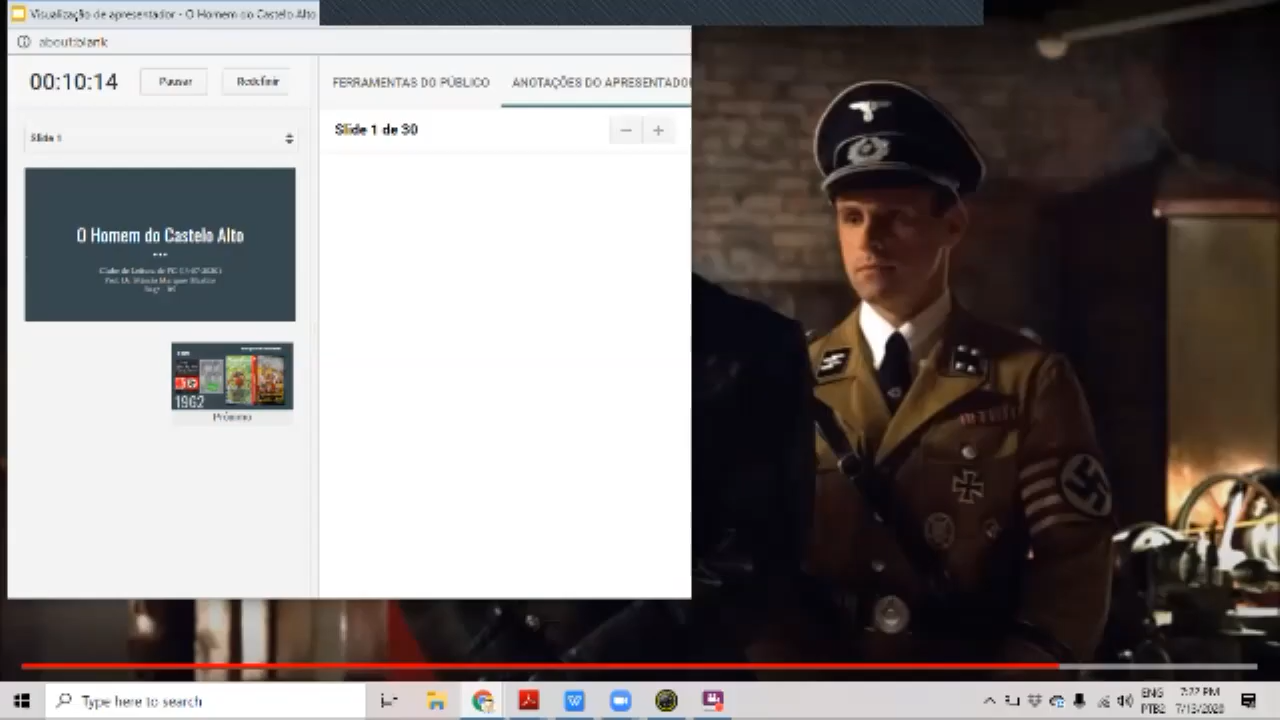 Visualização de apresentador - O Homem do Castelo Alto
about:blank
00:10:14
Pausar
Redefinir
FERRAMENTAS DO PÚBLICO
ANOTAÇÕES DO APRESENTADOR
Slide 1
Slide 1 de 30
O Homem do Castelo Alto
1962
Próximo
Type here to search
ENG
PTB2
7:22 PM
7/13/2020